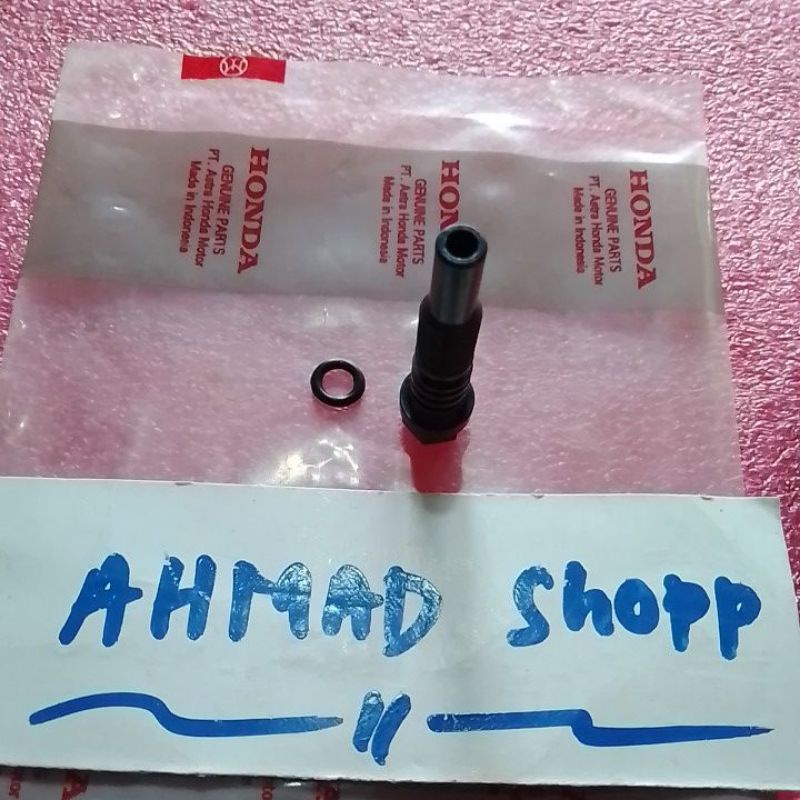 HONDA
GENUINE PARTS
PT. Astra Honda Motor
Made in Indonesia
HON
GENUINE PARTS
PT. Astra Honda Motor
Made in Indonesia
HONDA
GENUINE PARTS
PT. Astra Honda Motor
Made in Indonesia
AHMAD Shopp